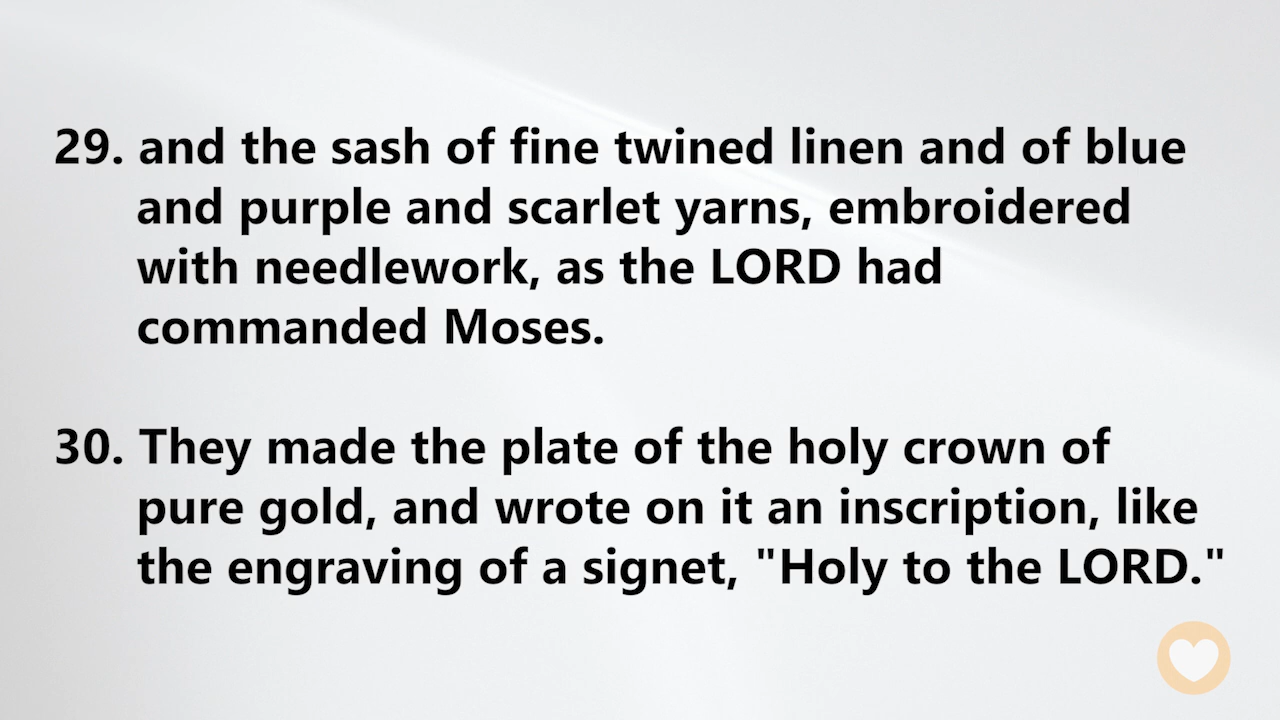 29. and the sash of fine twined linen and of blue
and purple and scarlet yarns, embroidered
with needlework, as the LORD had
commanded Moses.
30. They made the plate of the holy crown of
pure gold, and wrote on it an inscription, like
the engraving of a signet, "Holy to the LORD."